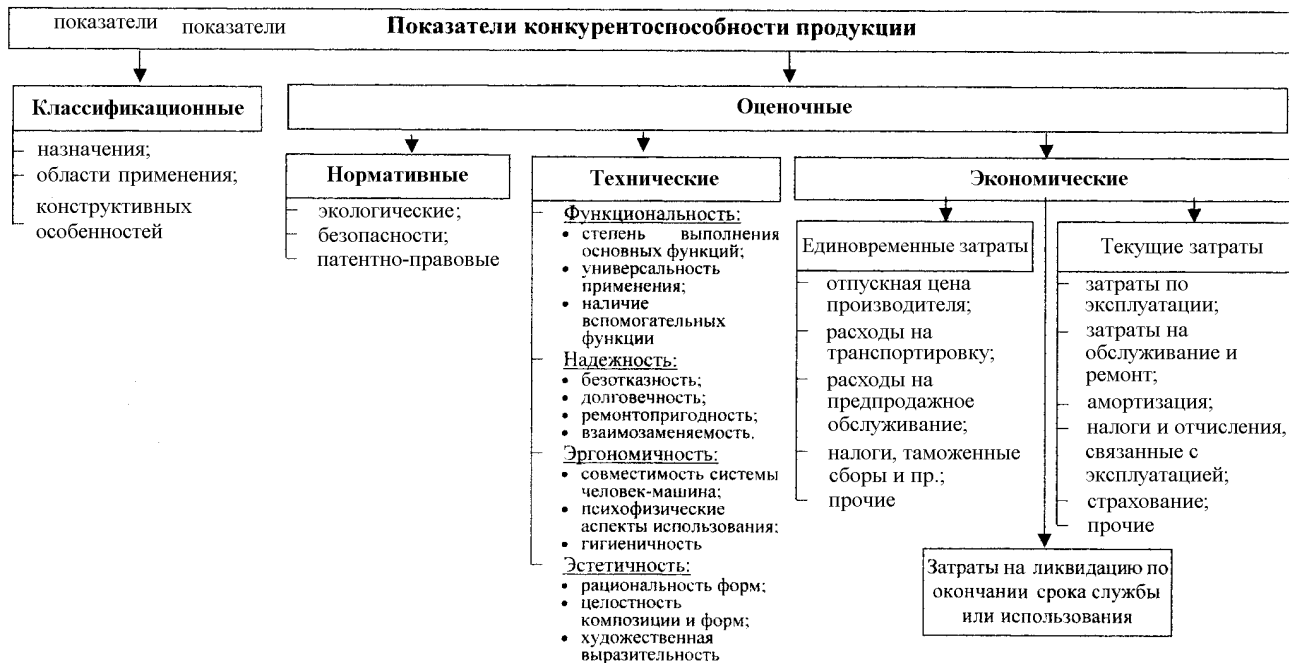 показатели показатели Показатели конкурентоспособности продукции
Классификационные
назначения;
области применения;
конструктивных
особенностей
Оценочные
Нормативные
экологические;
безопасности;
патентно-правовые
Технические
Функциональность:
• степень выполнения
основных функций;
• универсальность
применения;
• наличие
вспомогательных
функции
Надежность:
• безотказность;
• долговечность;
• ремонтопригодность;
• взаимозаменяемость.
Эргономичность:
• совместимость системы
человек-машина;
• психофизические
аспекты использования;
• гигиеничность
Эстетичность:
• рациональность форм;
• целостность
композиции и форм;
• художественная
выразительность
Экономические
Единовременные затраты
отпускная цена
производителя;
расходы на
транспортировку;
расходы на
предпродажное
обслуживание;
налоги, таможенные
сборы и пр.;
прочие
Текущие затраты
затраты по
эксплуатации;
затраты на
обслуживание и
ремонт;
амортизация;
налоги и отчисления,
связанные с
эксплуатацией;
страхование;
прочие
Затраты на ликвидацию по
окончании срока службы
или использования